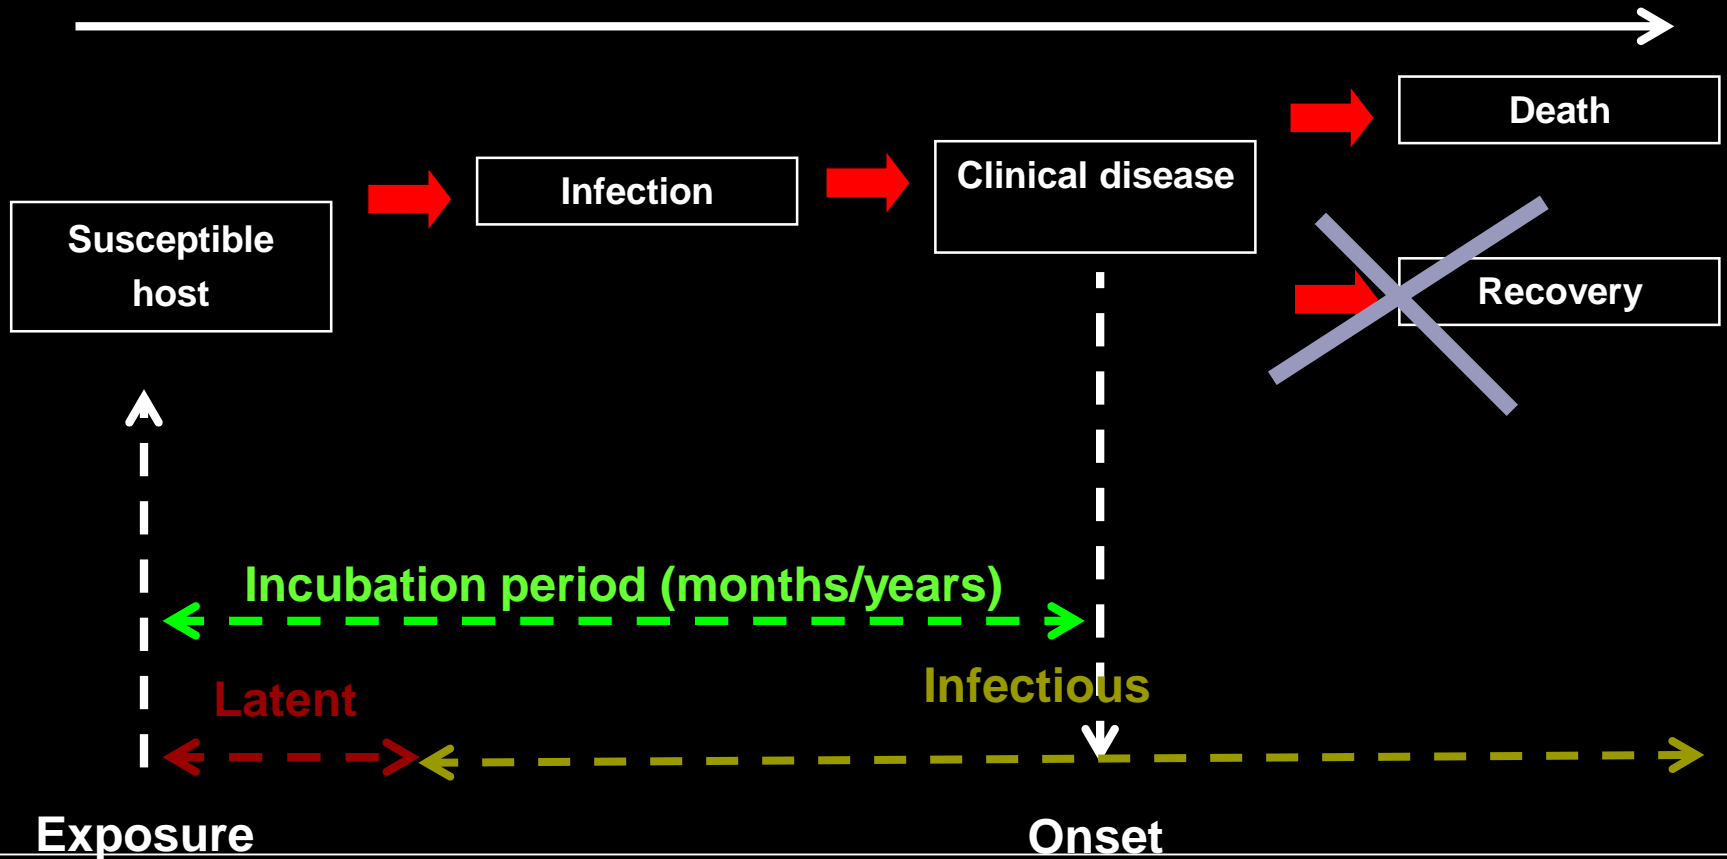 Death
Infection
Clinical disease
Susceptible
host
Recovery
Incubation period (months/years)
Latent
Infectious
Exposure
Onset